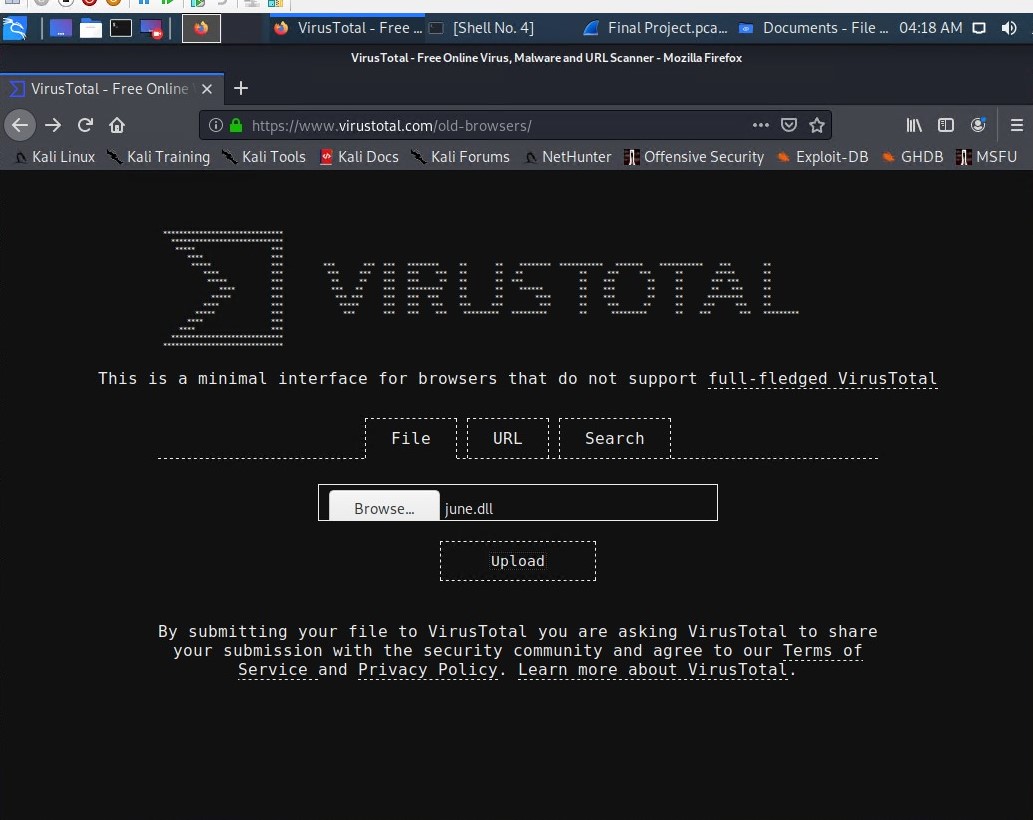 VirusTotal - Free ... [Shell No. 4] Final Project.pca... Documents - File ... 04:18 AM
VirusTotal - Free Online Virus, Malware and URL Scanner - Mozilla Firefox
VirusTotal - Free Online
https://www.virustotal.com/old-browsers/
Kali Linux Kali Training Kali Tools Kali Docs Kali Forums NetHunter Offensive Security Exploit-DB GHDB MSFU
VIRUSTOTAL
This is a minimal interface for browsers that do not support full-fledged VirusTotal
File URL Search
Browse... june.dll
Upload
By submitting your file to VirusTotal you are asking VirusTotal to share
your submission with the security community and agree to our Terms of
Service and Privacy Policy. Learn more about VirusTotal.